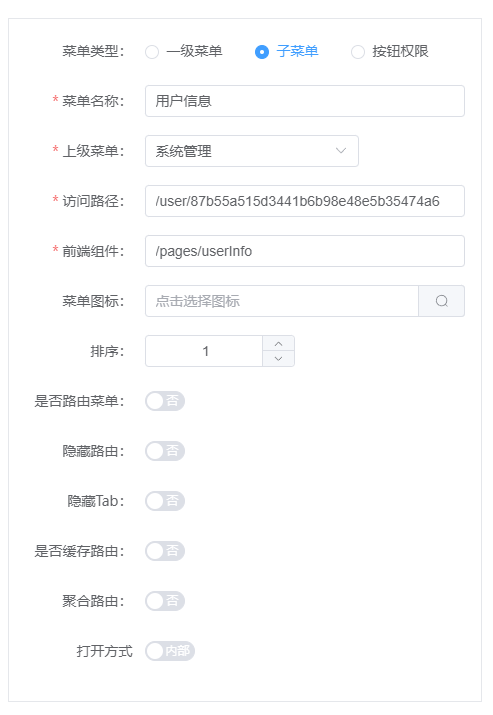 菜单类型： 一级菜单 子菜单 按钮权限
* 菜单名称： 用户信息
* 上级菜单： 系统管理
* 访问路径： /user/87b55a515d3441b6b98e48e5b35474a6
* 前端组件： /pages/userInfo
菜单图标： 点击选择图标
排序： 1
是否路由菜单： 否
隐藏路由： 否
隐藏Tab： 否
是否缓存路由： 否
聚合路由： 否
打开方式 内部